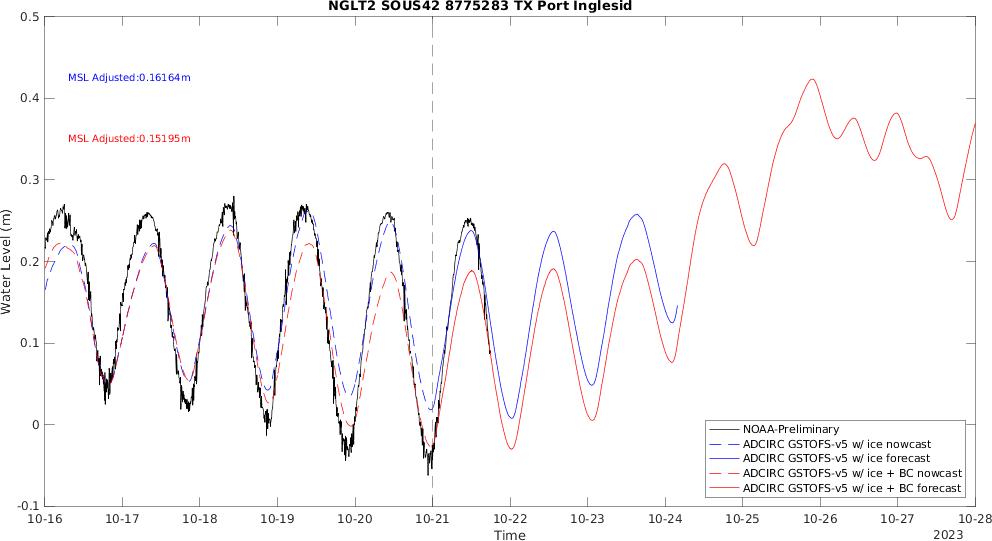 NGLT2 SOUS42 8775283 TX Port Inglesid
0.5
MSL Adjusted:0.16164m
0.4
MSL Adjusted:0.15195m
0.3
Water Level (m)
0.2
0.1
0
-0.1
NOAA-Preliminary
ADCIRC GSTOFS-v5 w/ ice nowcast
ADCIRC GSTOFS-v5 w/ ice forecast
ADCIRC GSTOFS-v5 w/ ice + BC nowcast
ADCIRC GSTOFS-v5 w/ ice + BC forecast
10-16 10-17 10-18 10-19 10-20 10-21 10-22 10-23 10-24 10-25 10-26 10-27 10-28
Time
2023